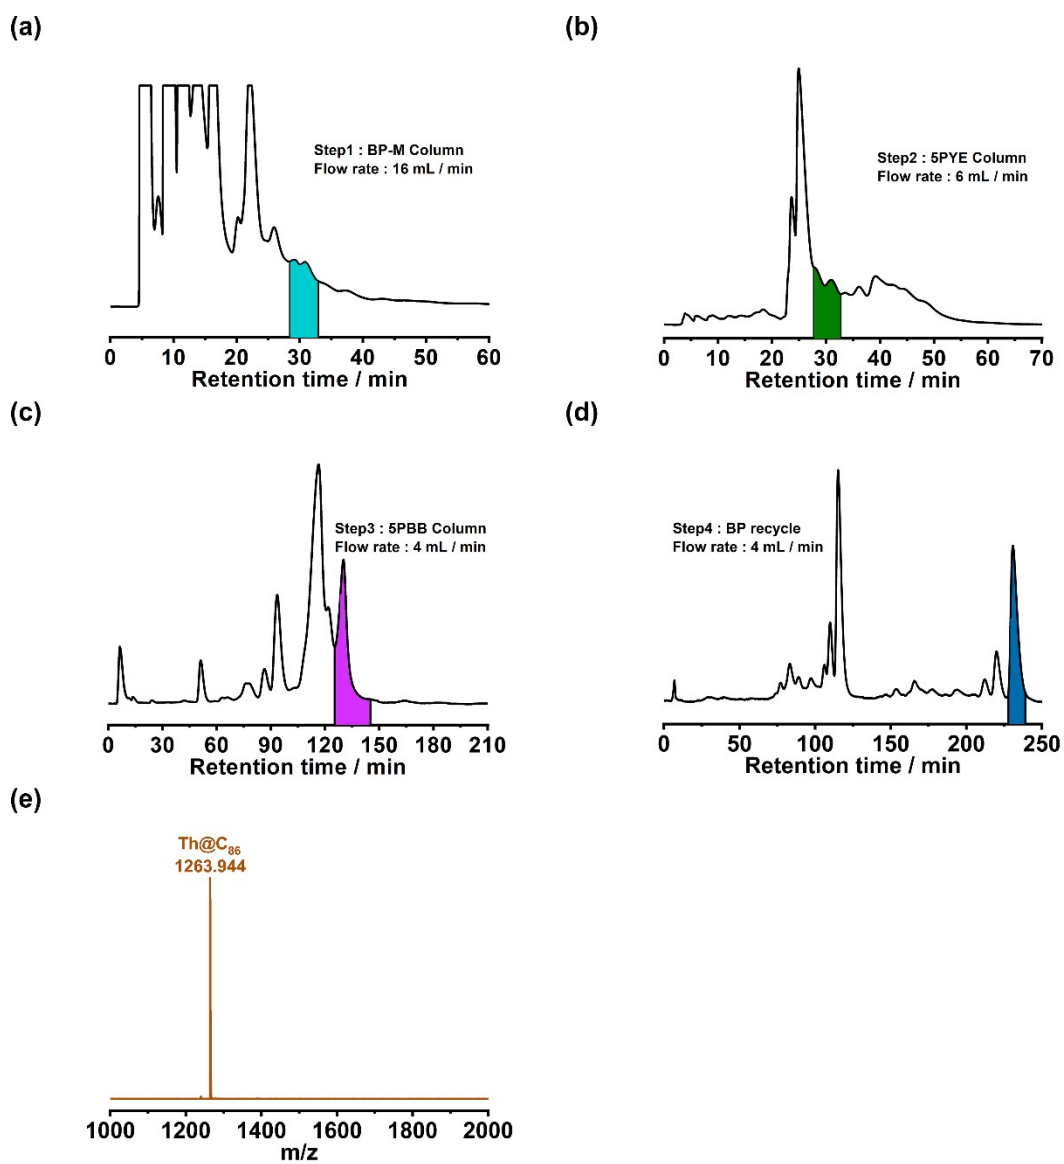 (a)
Step1 : BP-M Column
Flow rate : 16 mL / min
0 10 20 30 40 50 60
Retention time / min
(b)
Step2 : 5PYE Column
Flow rate : 6 mL / min
0 10 20 30 40 50 60 70
Retention time / min
(c)
Step3 : 5PBB Column
Flow rate : 4 mL / min
0 30 60 90 120 150 180 210
Retention time / min
(d)
Step4 : BP recycle
Flow rate : 4 mL / min
0 50 100 150 200 250
Retention time / min
(e)
Th@C₈₆
1263.944
1000 1200 1400 1600 1800 2000
m/z